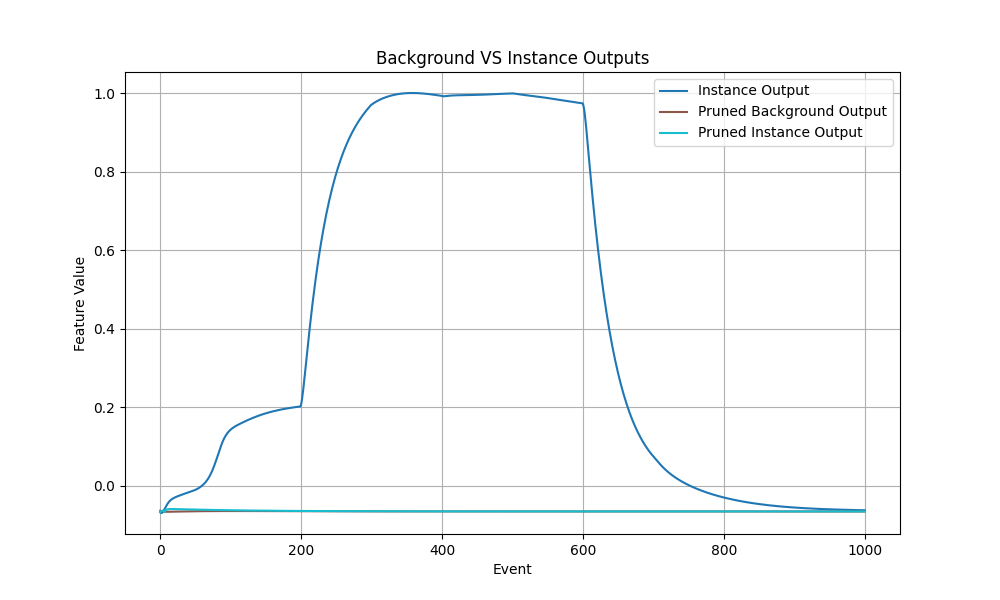 Background VS Instance Outputs
Instance Output
Pruned Background Output
Pruned Instance Output
1.0
0.8
0.6
0.4
0.2
0.0
Feature Value
0 200 400 600 800 1000
Event